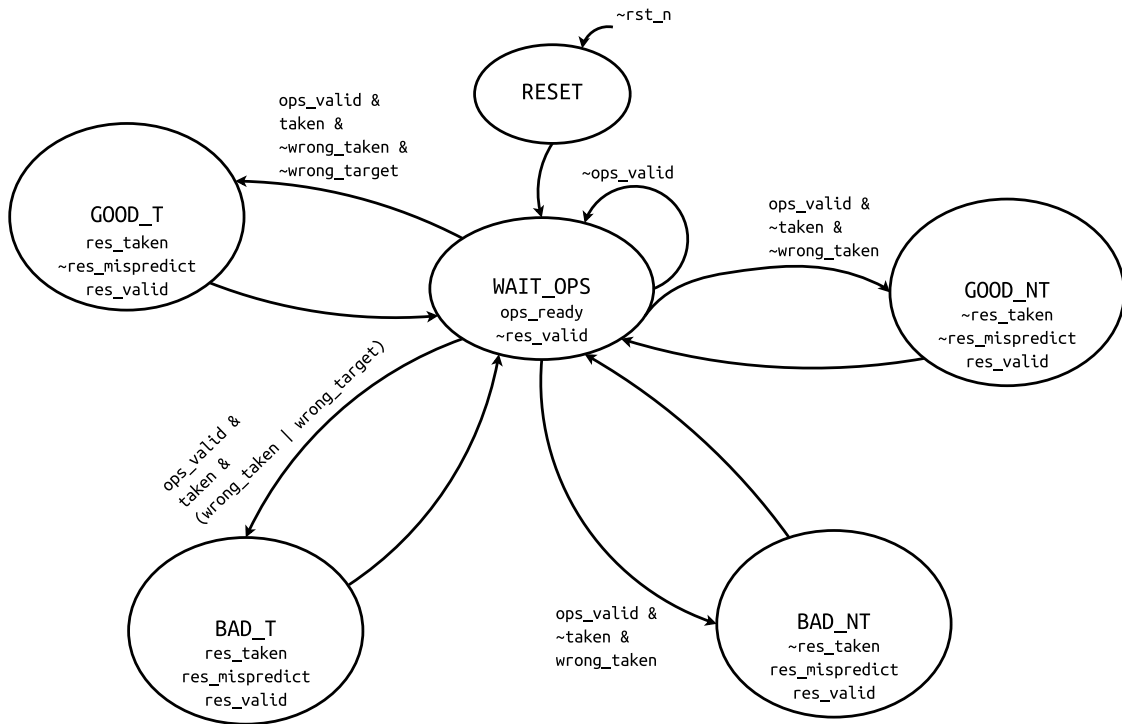 ~rst_n
RESET
ops_valid &
taken &
~wrong_taken &
~wrong_target
~ops_valid
GOOD_T
res_taken
~res_mispredict
res_valid
WAIT_OPS
ops_ready
~res_valid
ops_valid &
~taken &
~wrong_taken
GOOD_NT
~res_taken
~res_mispredict
res_valid
ops_valid &
taken &
(wrong_taken | wrong_target)
BAD_T
res_taken
res_mispredict
res_valid
ops_valid &
~taken &
wrong_taken
BAD_NT
~res_taken
res_mispredict
res_valid